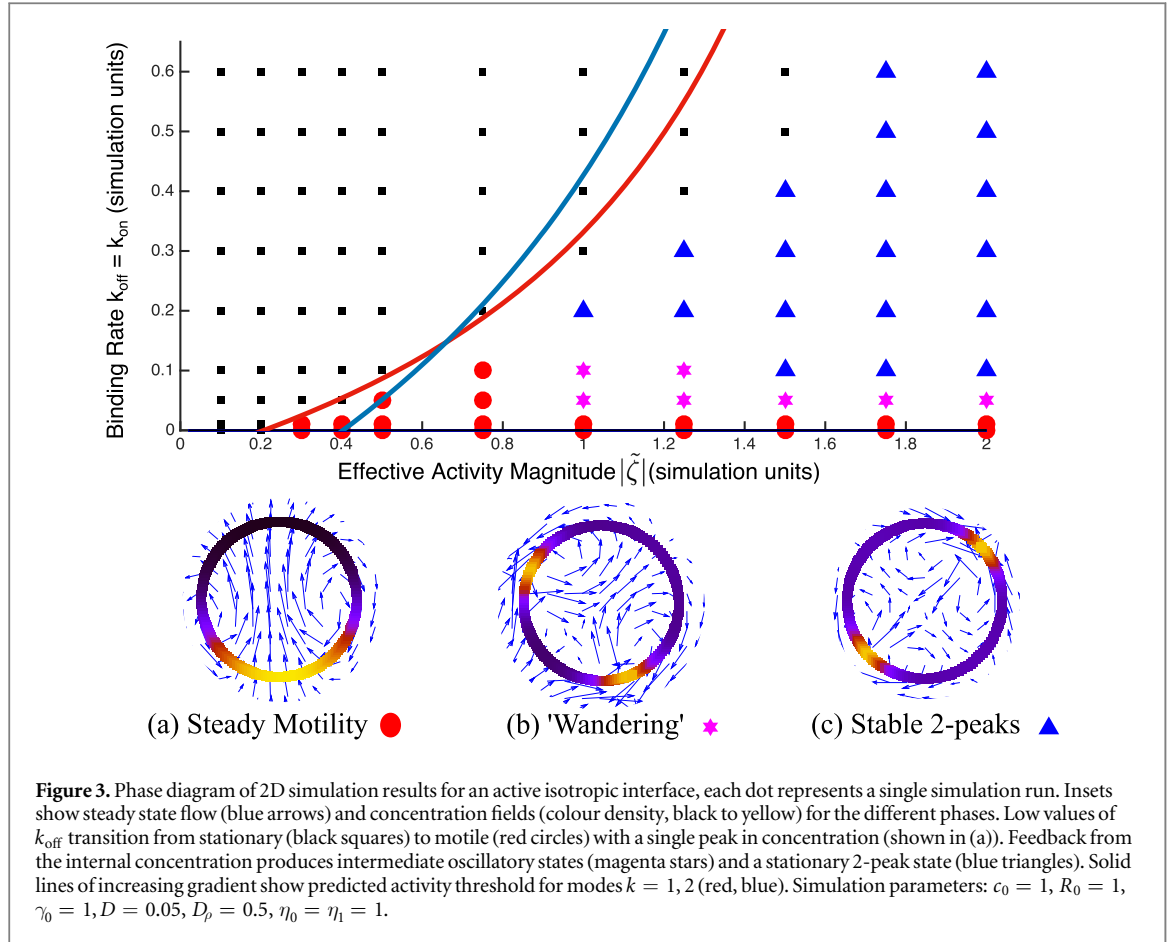 Binding Rate k_off = k_on (simulation units)
0.6
0.5
0.4
0.3
0.2
0.1
0
0 0.2 0.4 0.6 0.8 1 1.2 1.4 1.6 1.8 2
Effective Activity Magnitude |ζ̃| (simulation units)
(a) Steady Motility
(b) 'Wandering'
(c) Stable 2-peaks
Figure 3. Phase diagram of 2D simulation results for an active isotropic interface, each dot represents a single simulation run. Insets
show steady state flow (blue arrows) and concentration fields (colour density, black to yellow) for the different phases. Low values of
k_off transition from stationary (black squares) to motile (red circles) with a single peak in concentration (shown in (a)). Feedback from
the internal concentration produces intermediate oscillatory states (magenta stars) and a stationary 2-peak state (blue triangles). Solid
lines of increasing gradient show predicted activity threshold for modes k = 1, 2 (red, blue). Simulation parameters: c₀ = 1, R₀ = 1,
γ₀ = 1, D = 0.05, D_ρ = 0.5, η₀ = η₁ = 1.